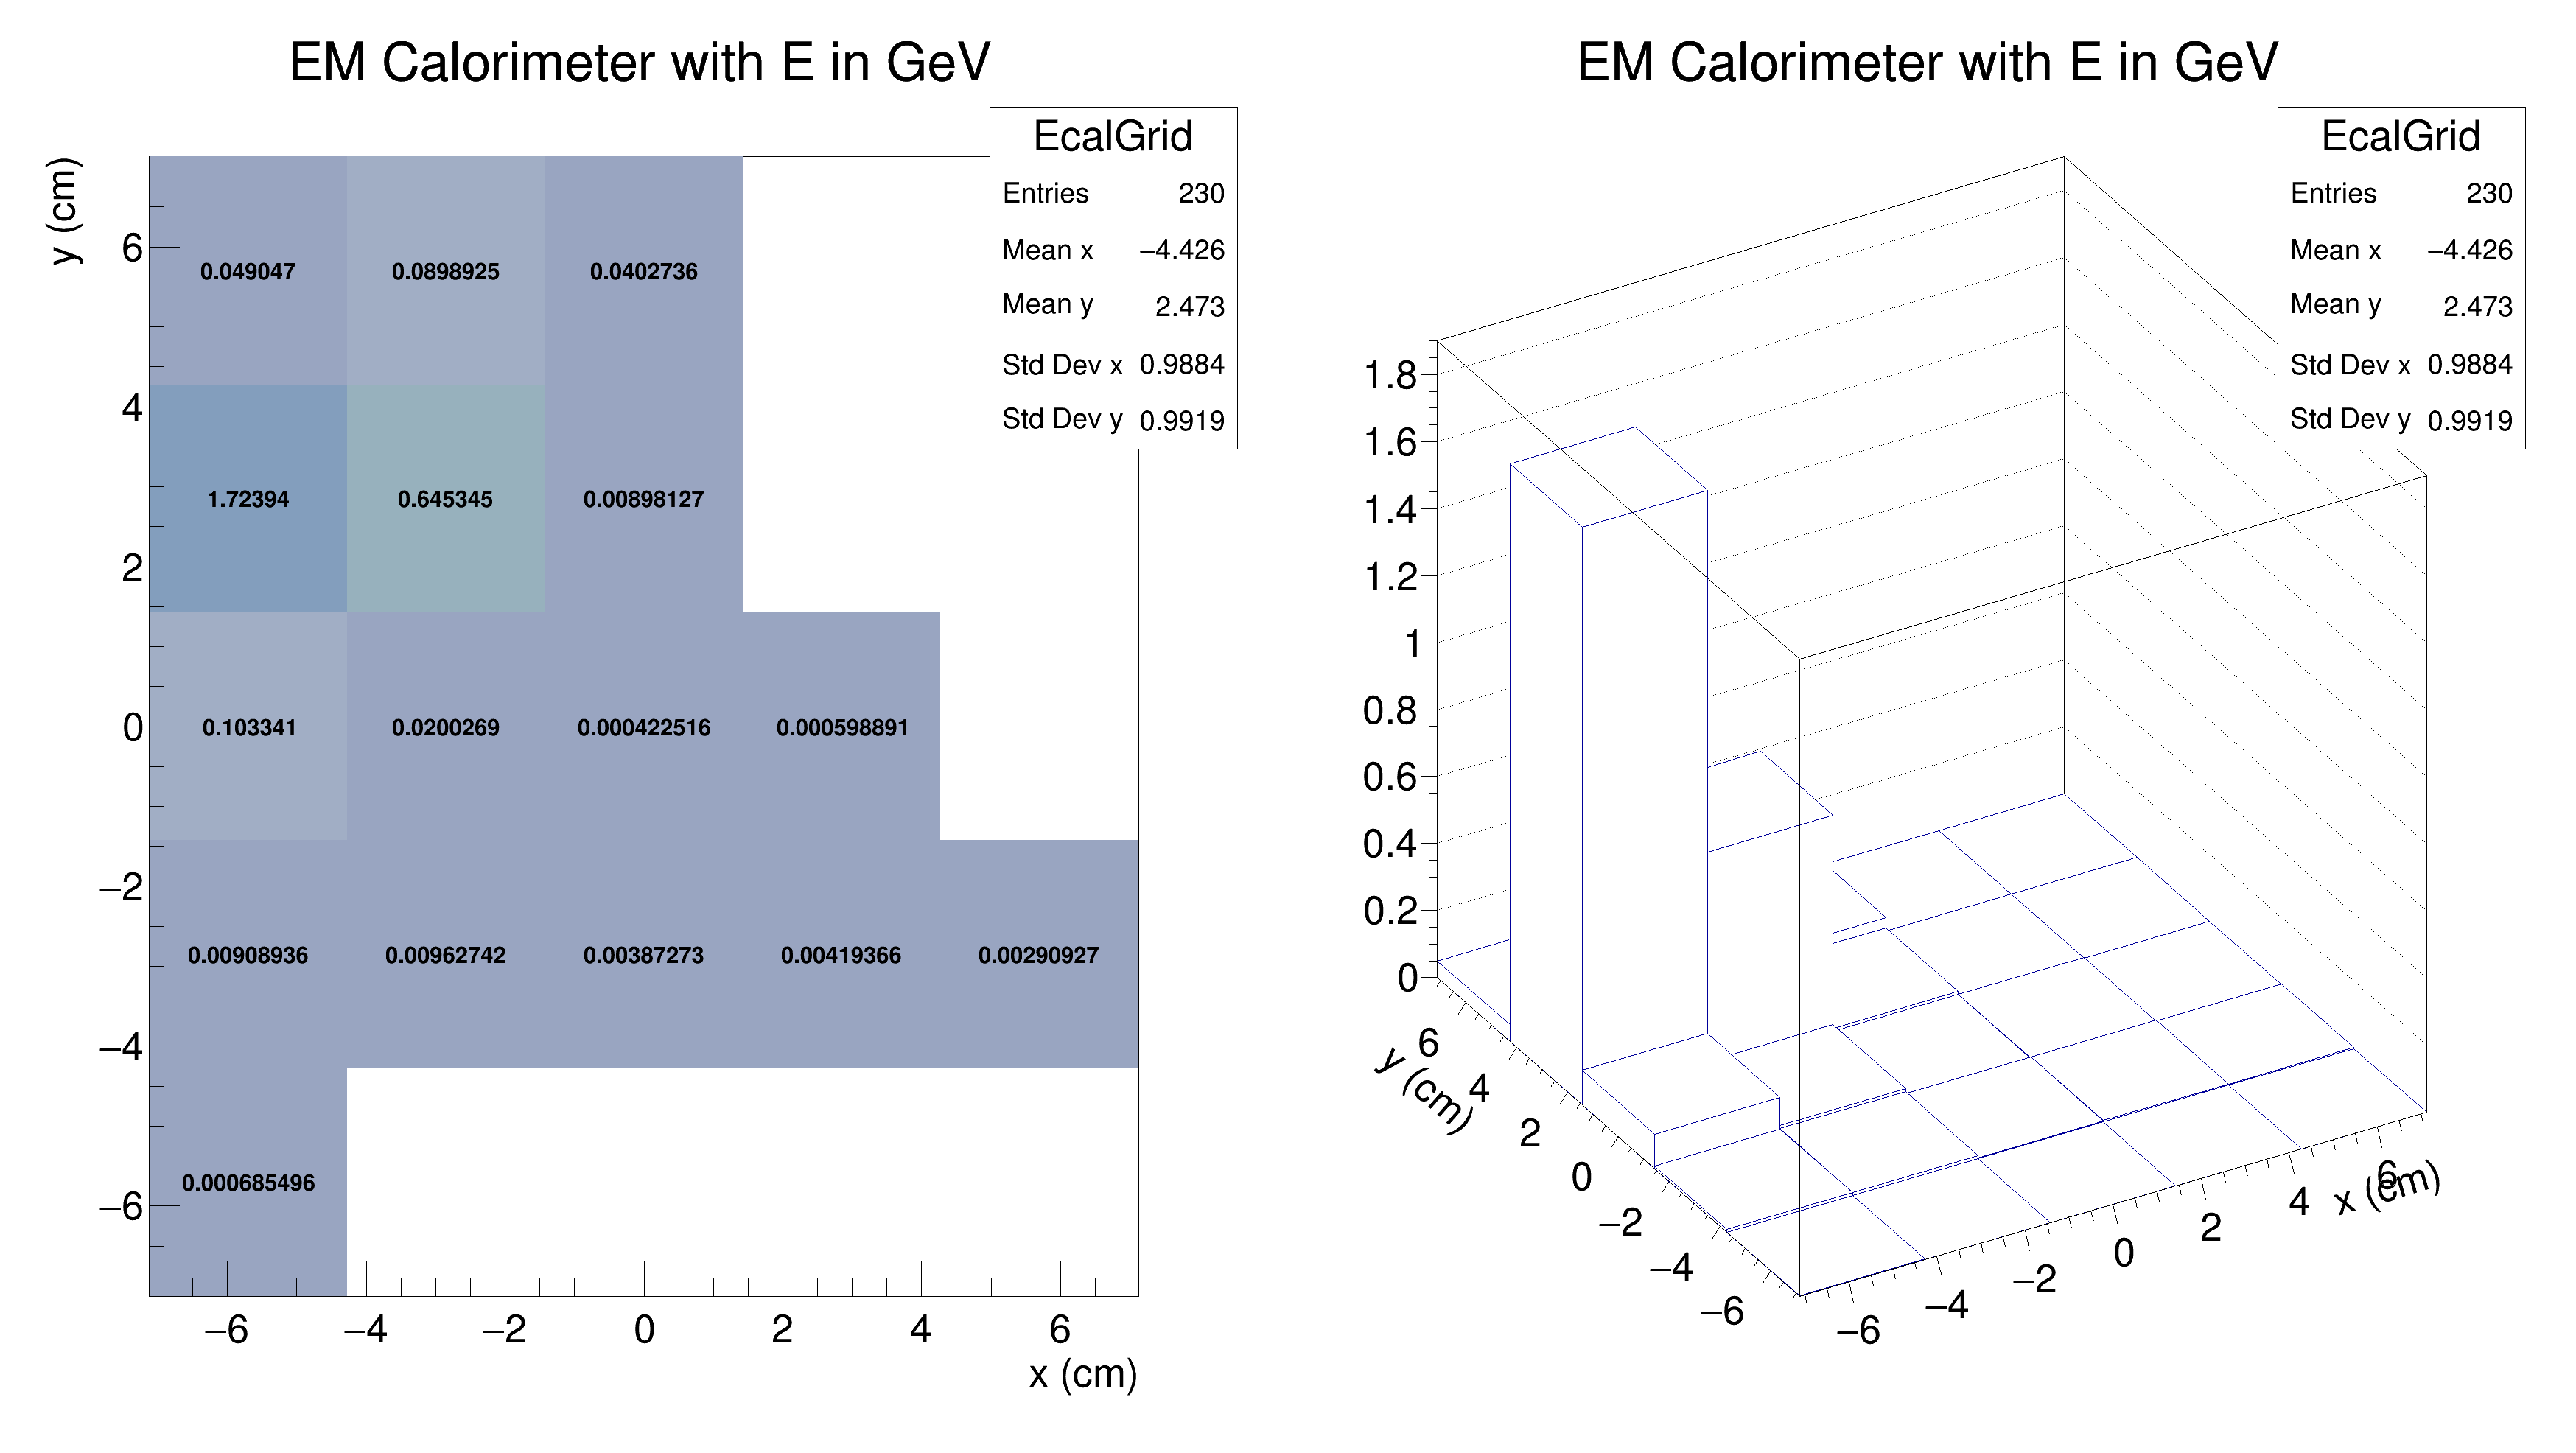 EM Calorimeter with E in GeV
EcalGrid
Entries 230
Mean x −4.426
Mean y 2.473
Std Dev x 0.9884
Std Dev y 0.9919
y (cm)
6
4
2
0
−2
−4
−6
0.049047 0.0898925 0.0402736
1.72394 0.645345 0.00898127
0.103341 0.0200269 0.000422516 0.000598891
0.00908936 0.00962742 0.00387273 0.00419366 0.00290927
0.000685496
−6 −4 −2 0 2 4 6
x (cm)
EM Calorimeter with E in GeV
EcalGrid
Entries 230
Mean x −4.426
Mean y 2.473
Std Dev x 0.9884
Std Dev y 0.9919
1.8
1.6
1.4
1.2
1
0.8
0.6
0.4
0.2
0
y (cm)
6
4
2
0
−2
−4
−6
−6 −4 −2 0 2 4 6
x (cm)